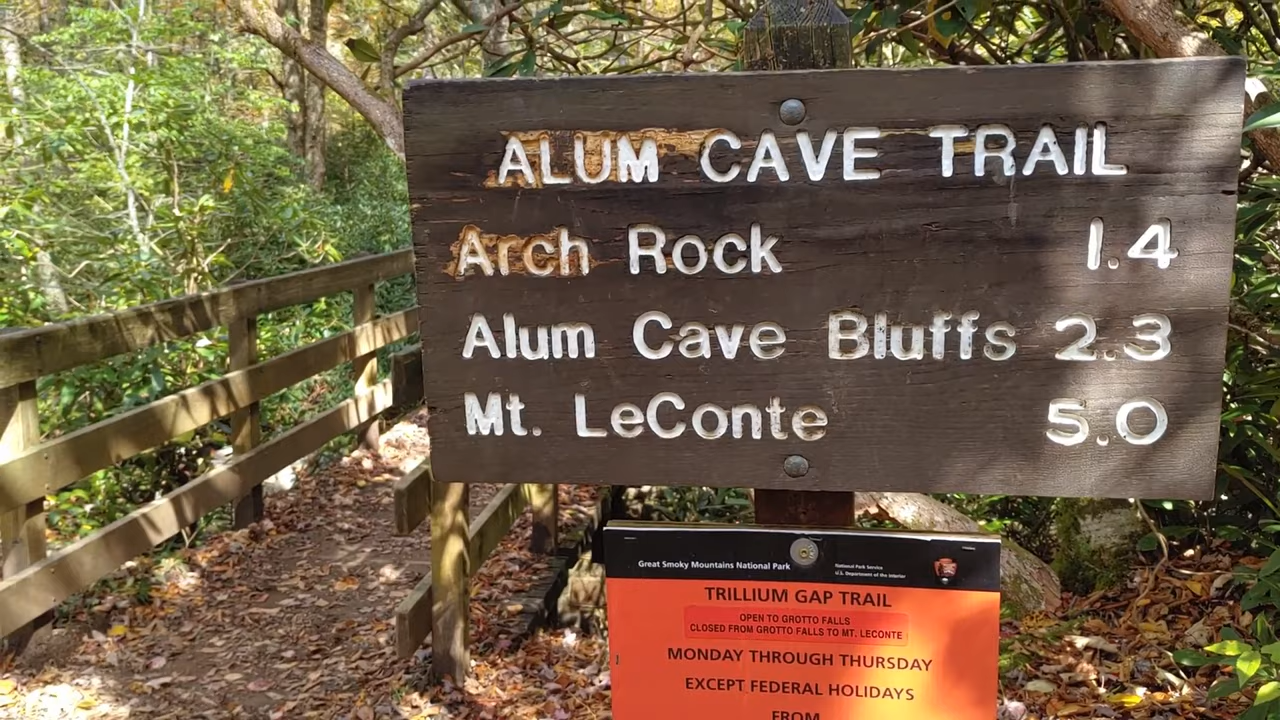 ALUM CAVE TRAIL
Arch Rock 1.4
Alum Cave Bluffs 2.3
Mt. LeConte 5.0
Great Smoky Mountains National Park
National Park Service
U.S. Department of the Interior
TRILLIUM GAP TRAIL
OPEN TO GROTTO FALLS
CLOSED FROM GROTTO FALLS TO MT. LECONTE
MONDAY THROUGH THURSDAY
EXCEPT FEDERAL HOLIDAYS
FROM